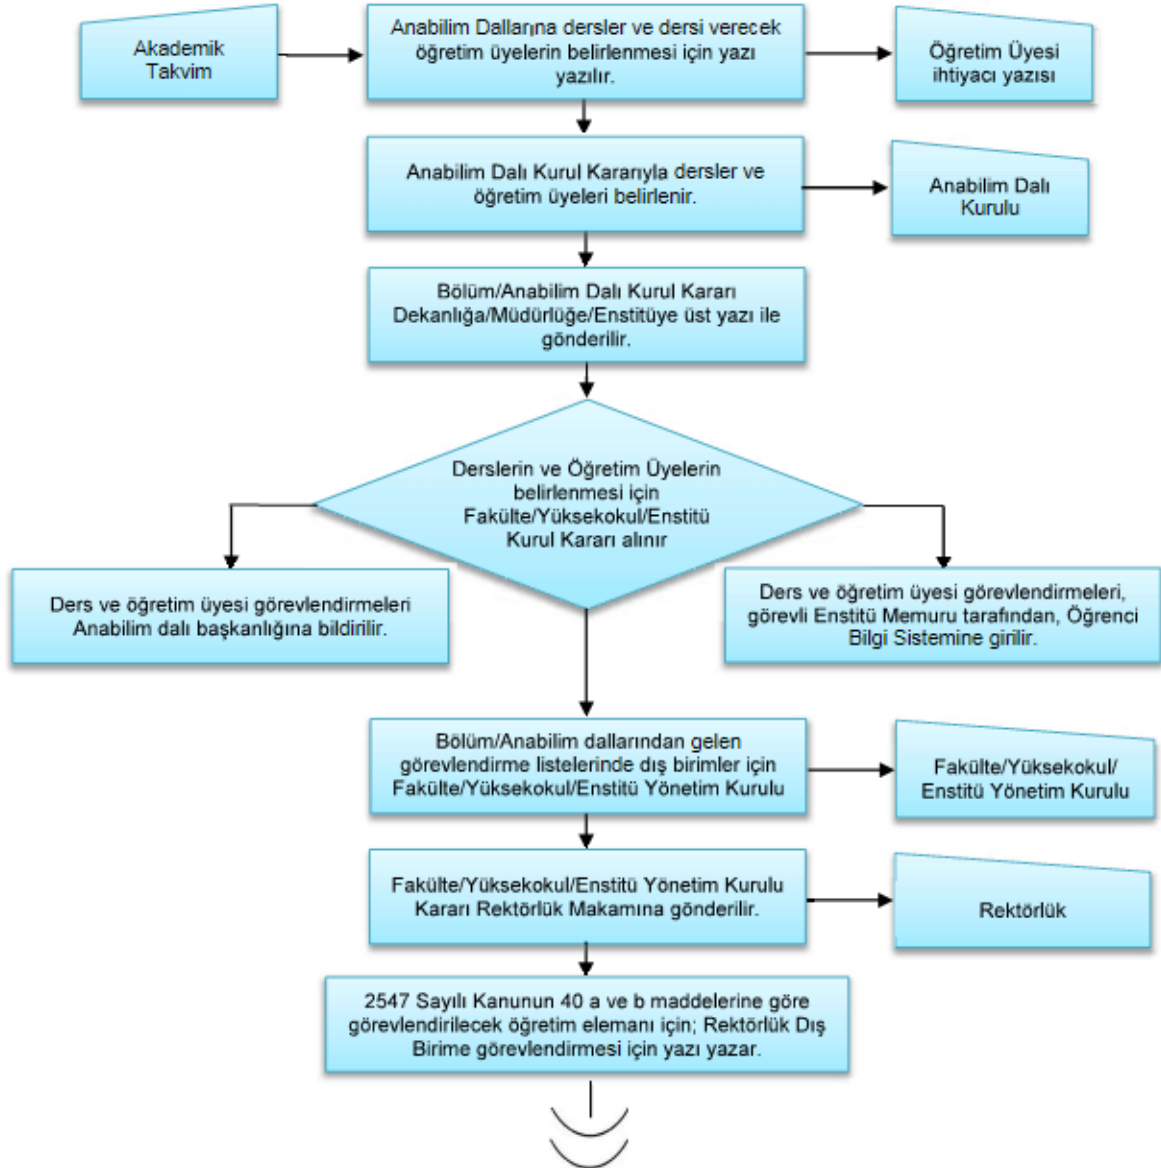 Akademik
Takvim
Anabilim Dallarına dersler ve dersi verecek
öğretim üyelerin belirlenmesi için yazı
yazılır.
Öğretim Üyesi
ihtiyacı yazısı
Anabilim Dalı Kurul Kararıyla dersler ve
öğretim üyeleri belirlenir.
Anabilim Dalı
Kurulu
Bölüm/Anabilim Dalı Kurul Kararı
Dekanlığa/Müdürlüğe/Enstitüye üst yazı ile
gönderilir.
Derslerin ve Öğretim Üyelerin
belirlenmesi için
Fakülte/Yüksekokul/Enstitü
Kurul Kararı alınır
Ders ve öğretim üyesi görevlendirmeleri
Anabilim dalı başkanlığına bildirilir.
Ders ve öğretim üyesi görevlendirmeleri,
görevli Enstitü Memuru tarafından, Öğrenci
Bilgi Sistemine girilir.
Bölüm/Anabilim dallarından gelen
görevlendirme listelerinde dış birimler için
Fakülte/Yüksekokul/Enstitü Yönetim Kurulu
Fakülte/Yüksekokul/
Enstitü Yönetim Kurulu
Fakülte/Yüksekokul/Enstitü Yönetim Kurulu
Kararı Rektörlük Makamına gönderilir.
Rektörlük
2547 Sayılı Kanunun 40 a ve b maddelerine göre
görevlendirilecek öğretim elemanı için; Rektörlük Dış
Birime görevlendirmesi için yazı yazar.